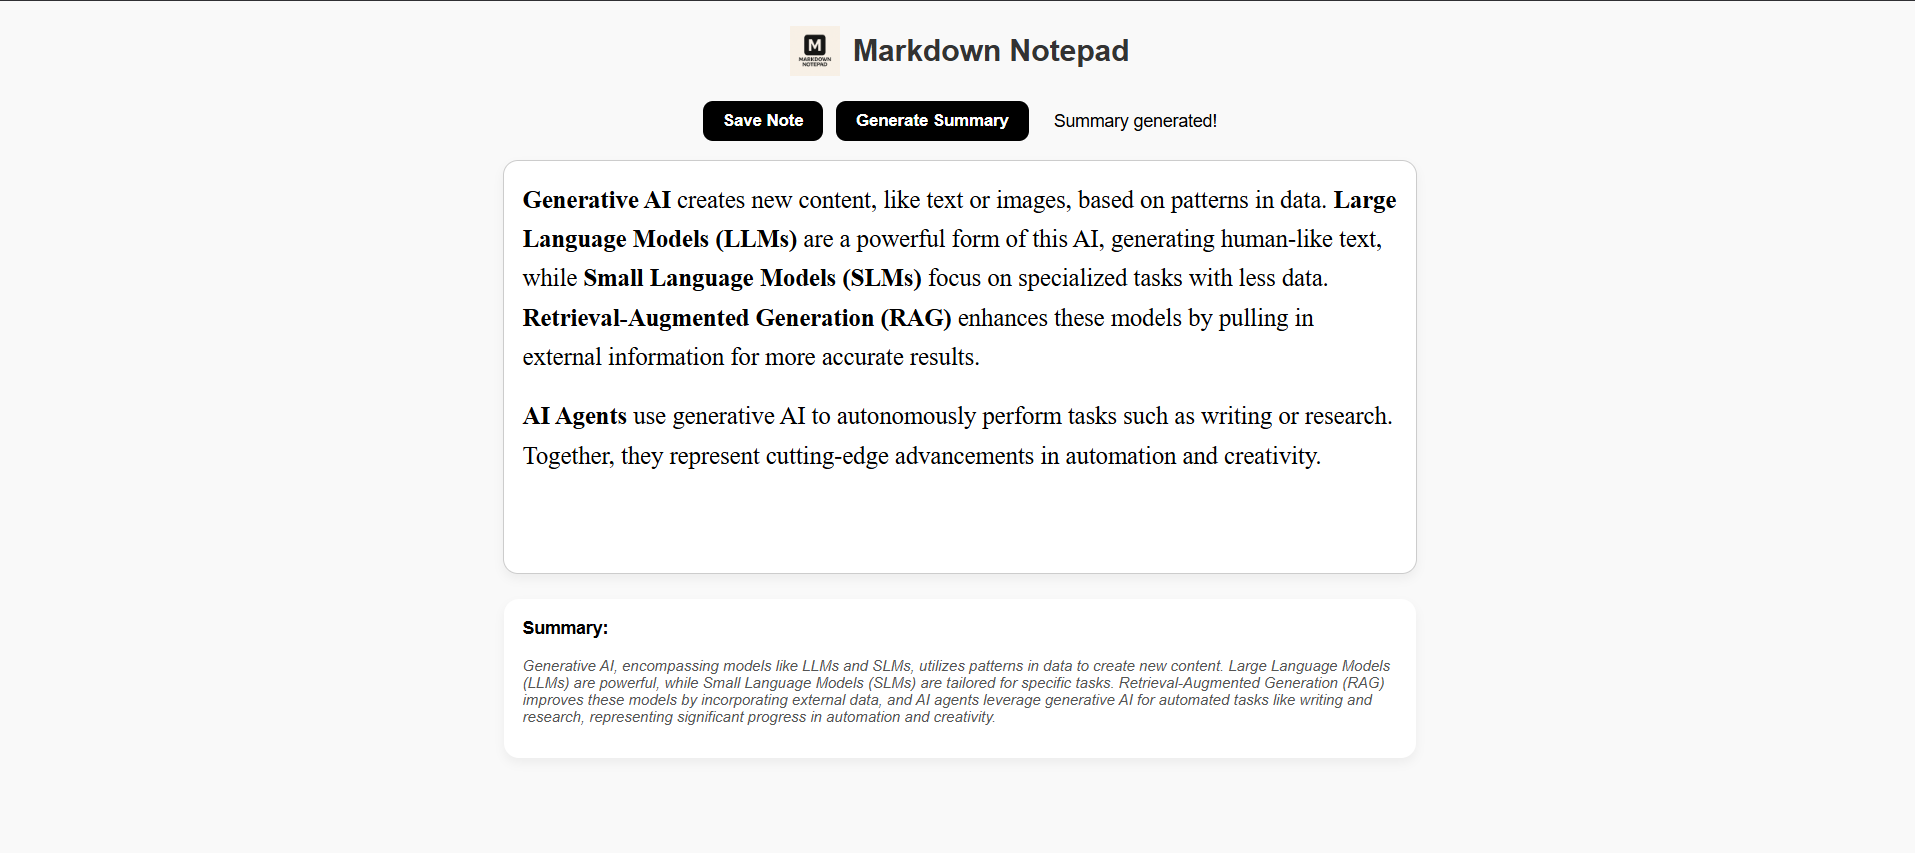 M
MARKDOWN
NOTEPAD
Markdown Notepad
Save Note
Generate Summary
Summary generated!
Generative AI creates new content, like text or images, based on patterns in data. Large
Language Models (LLMs) are a powerful form of this AI, generating human-like text,
while Small Language Models (SLMs) focus on specialized tasks with less data.
Retrieval-Augmented Generation (RAG) enhances these models by pulling in
external information for more accurate results.
AI Agents use generative AI to autonomously perform tasks such as writing or research.
Together, they represent cutting-edge advancements in automation and creativity.
Summary:
Generative AI, encompassing models like LLMs and SLMs, utilizes patterns in data to create new content. Large Language Models
(LLMs) are powerful, while Small Language Models (SLMs) are tailored for specific tasks. Retrieval-Augmented Generation (RAG)
improves these models by incorporating external data, and AI agents leverage generative AI for automated tasks like writing and
research, representing significant progress in automation and creativity.